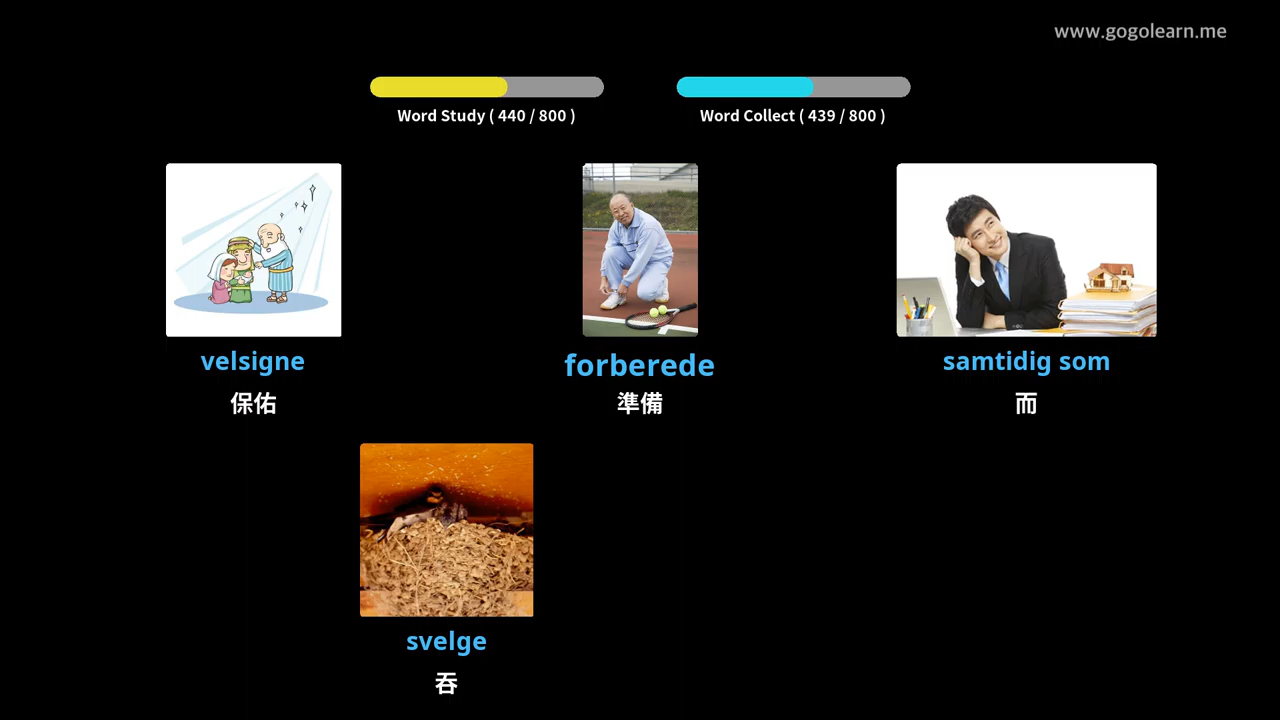 www.gogolearn.me
Word Study ( 440 / 800 )
Word Collect ( 439 / 800 )
velsigne
保佑
forberede
準備
samtidig som
而
svelge
吞